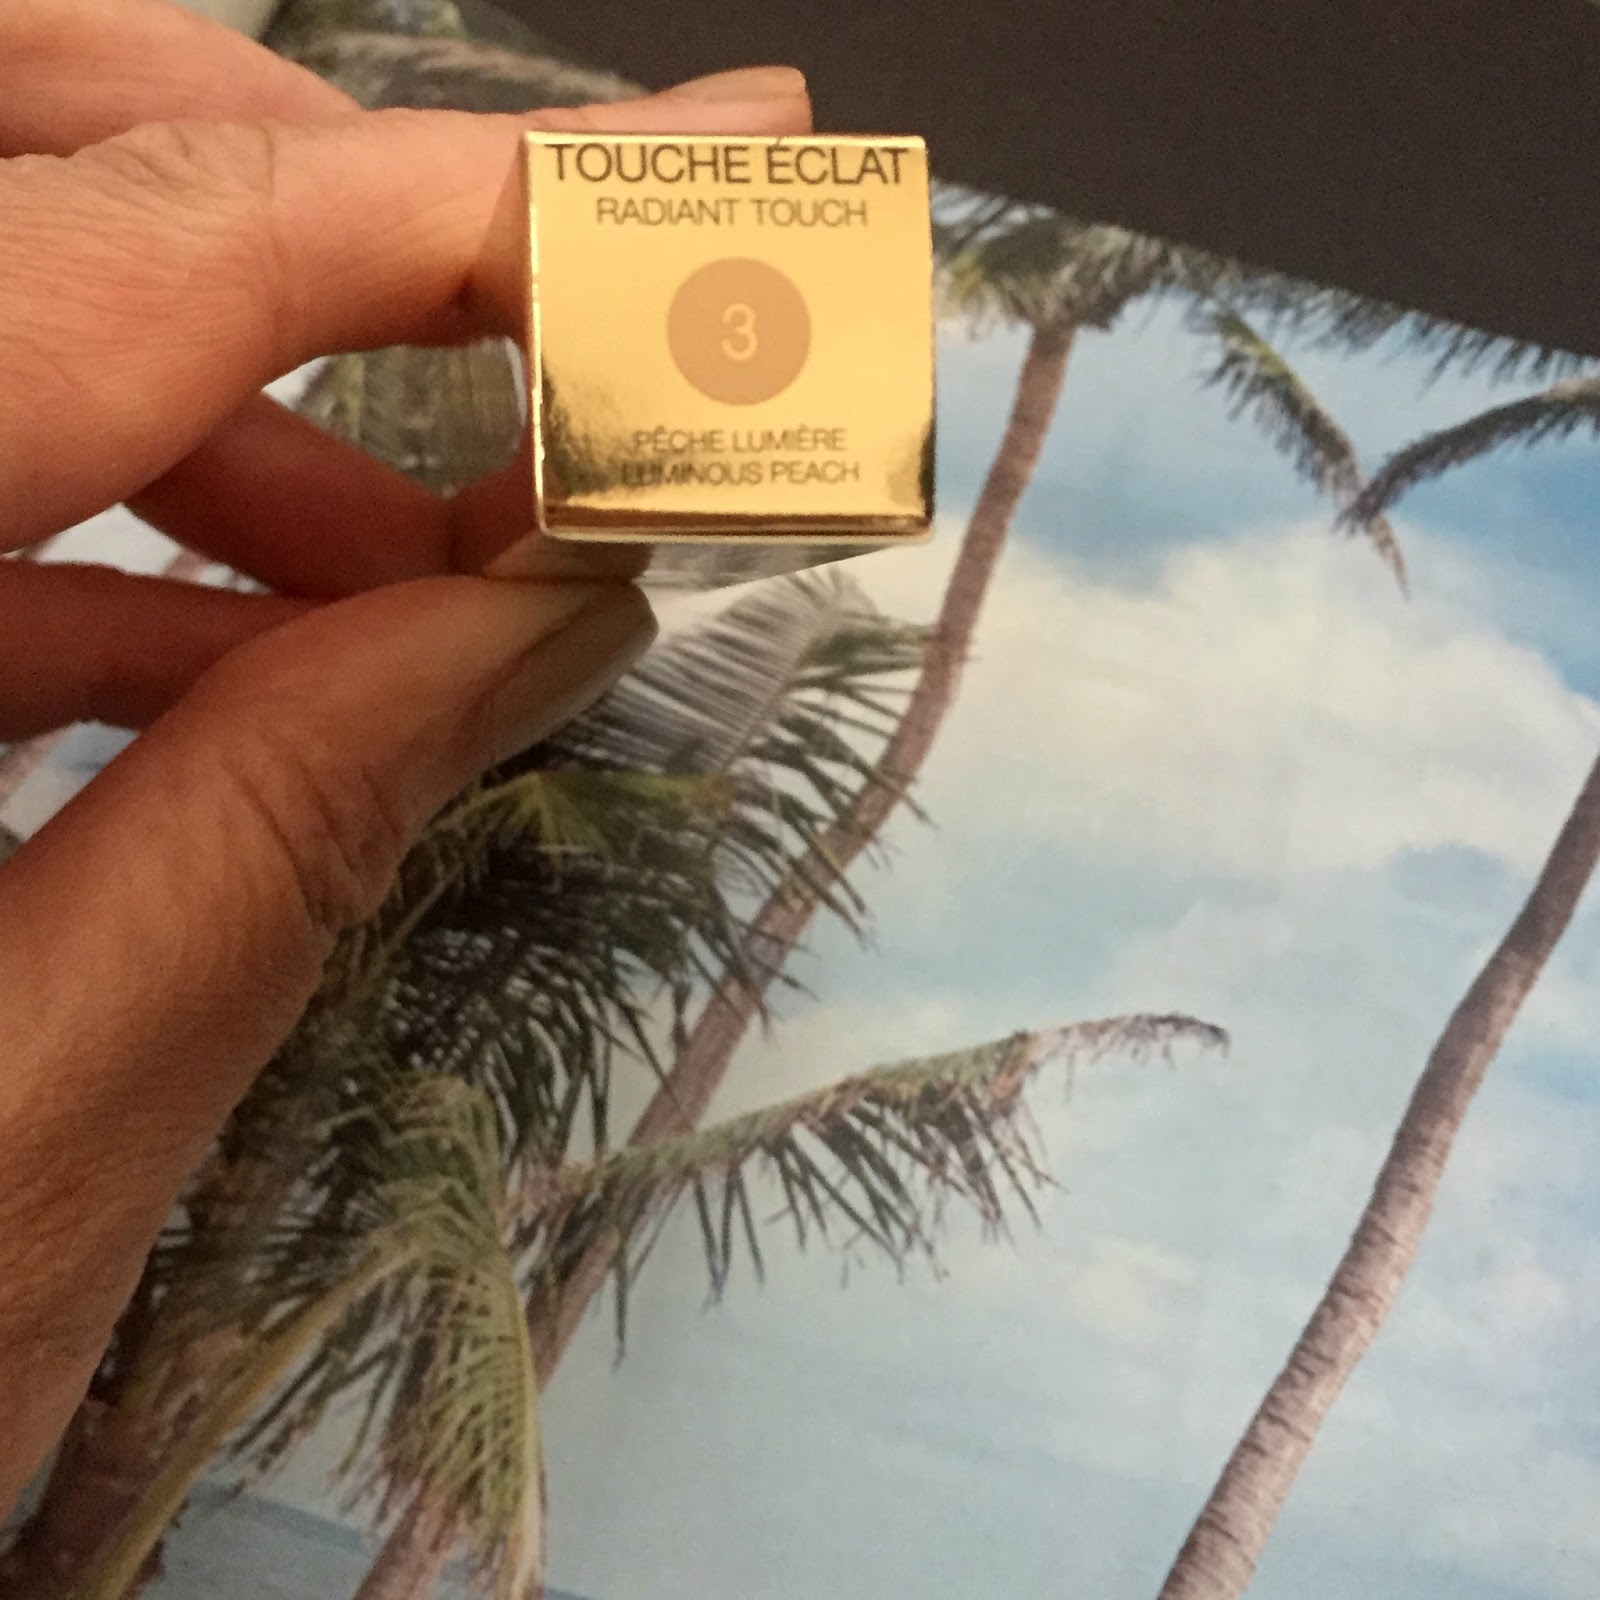 TOUCHE ÉCLAT
RADIANT TOUCH
3
PÊCHE LUMIÈRE
LUMINOUS PEACH